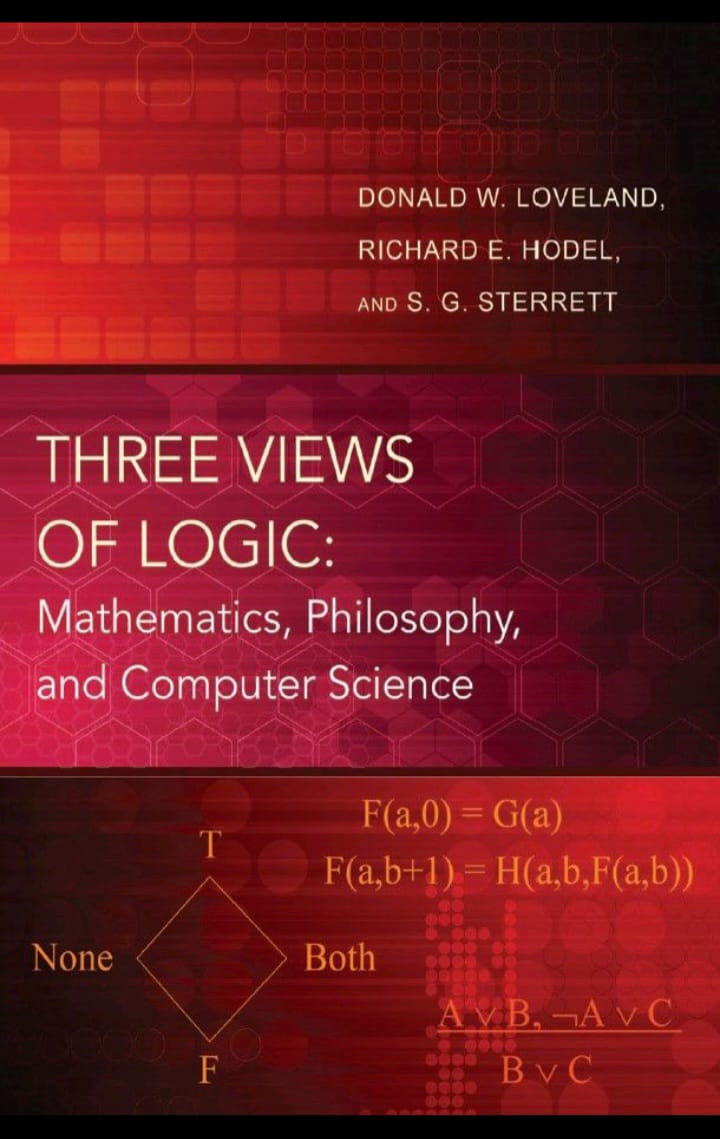 DONALD W. LOVELAND,
RICHARD E. HODEL,
AND S. G. STERRETT
THREE VIEWS
OF LOGIC:
Mathematics, Philosophy,
and Computer Science
F(a,0) = G(a)
F(a,b+1) = H(a,b,F(a,b))
T
None Both
F
A ∨ B, ¬A ∨ C
B ∨ C